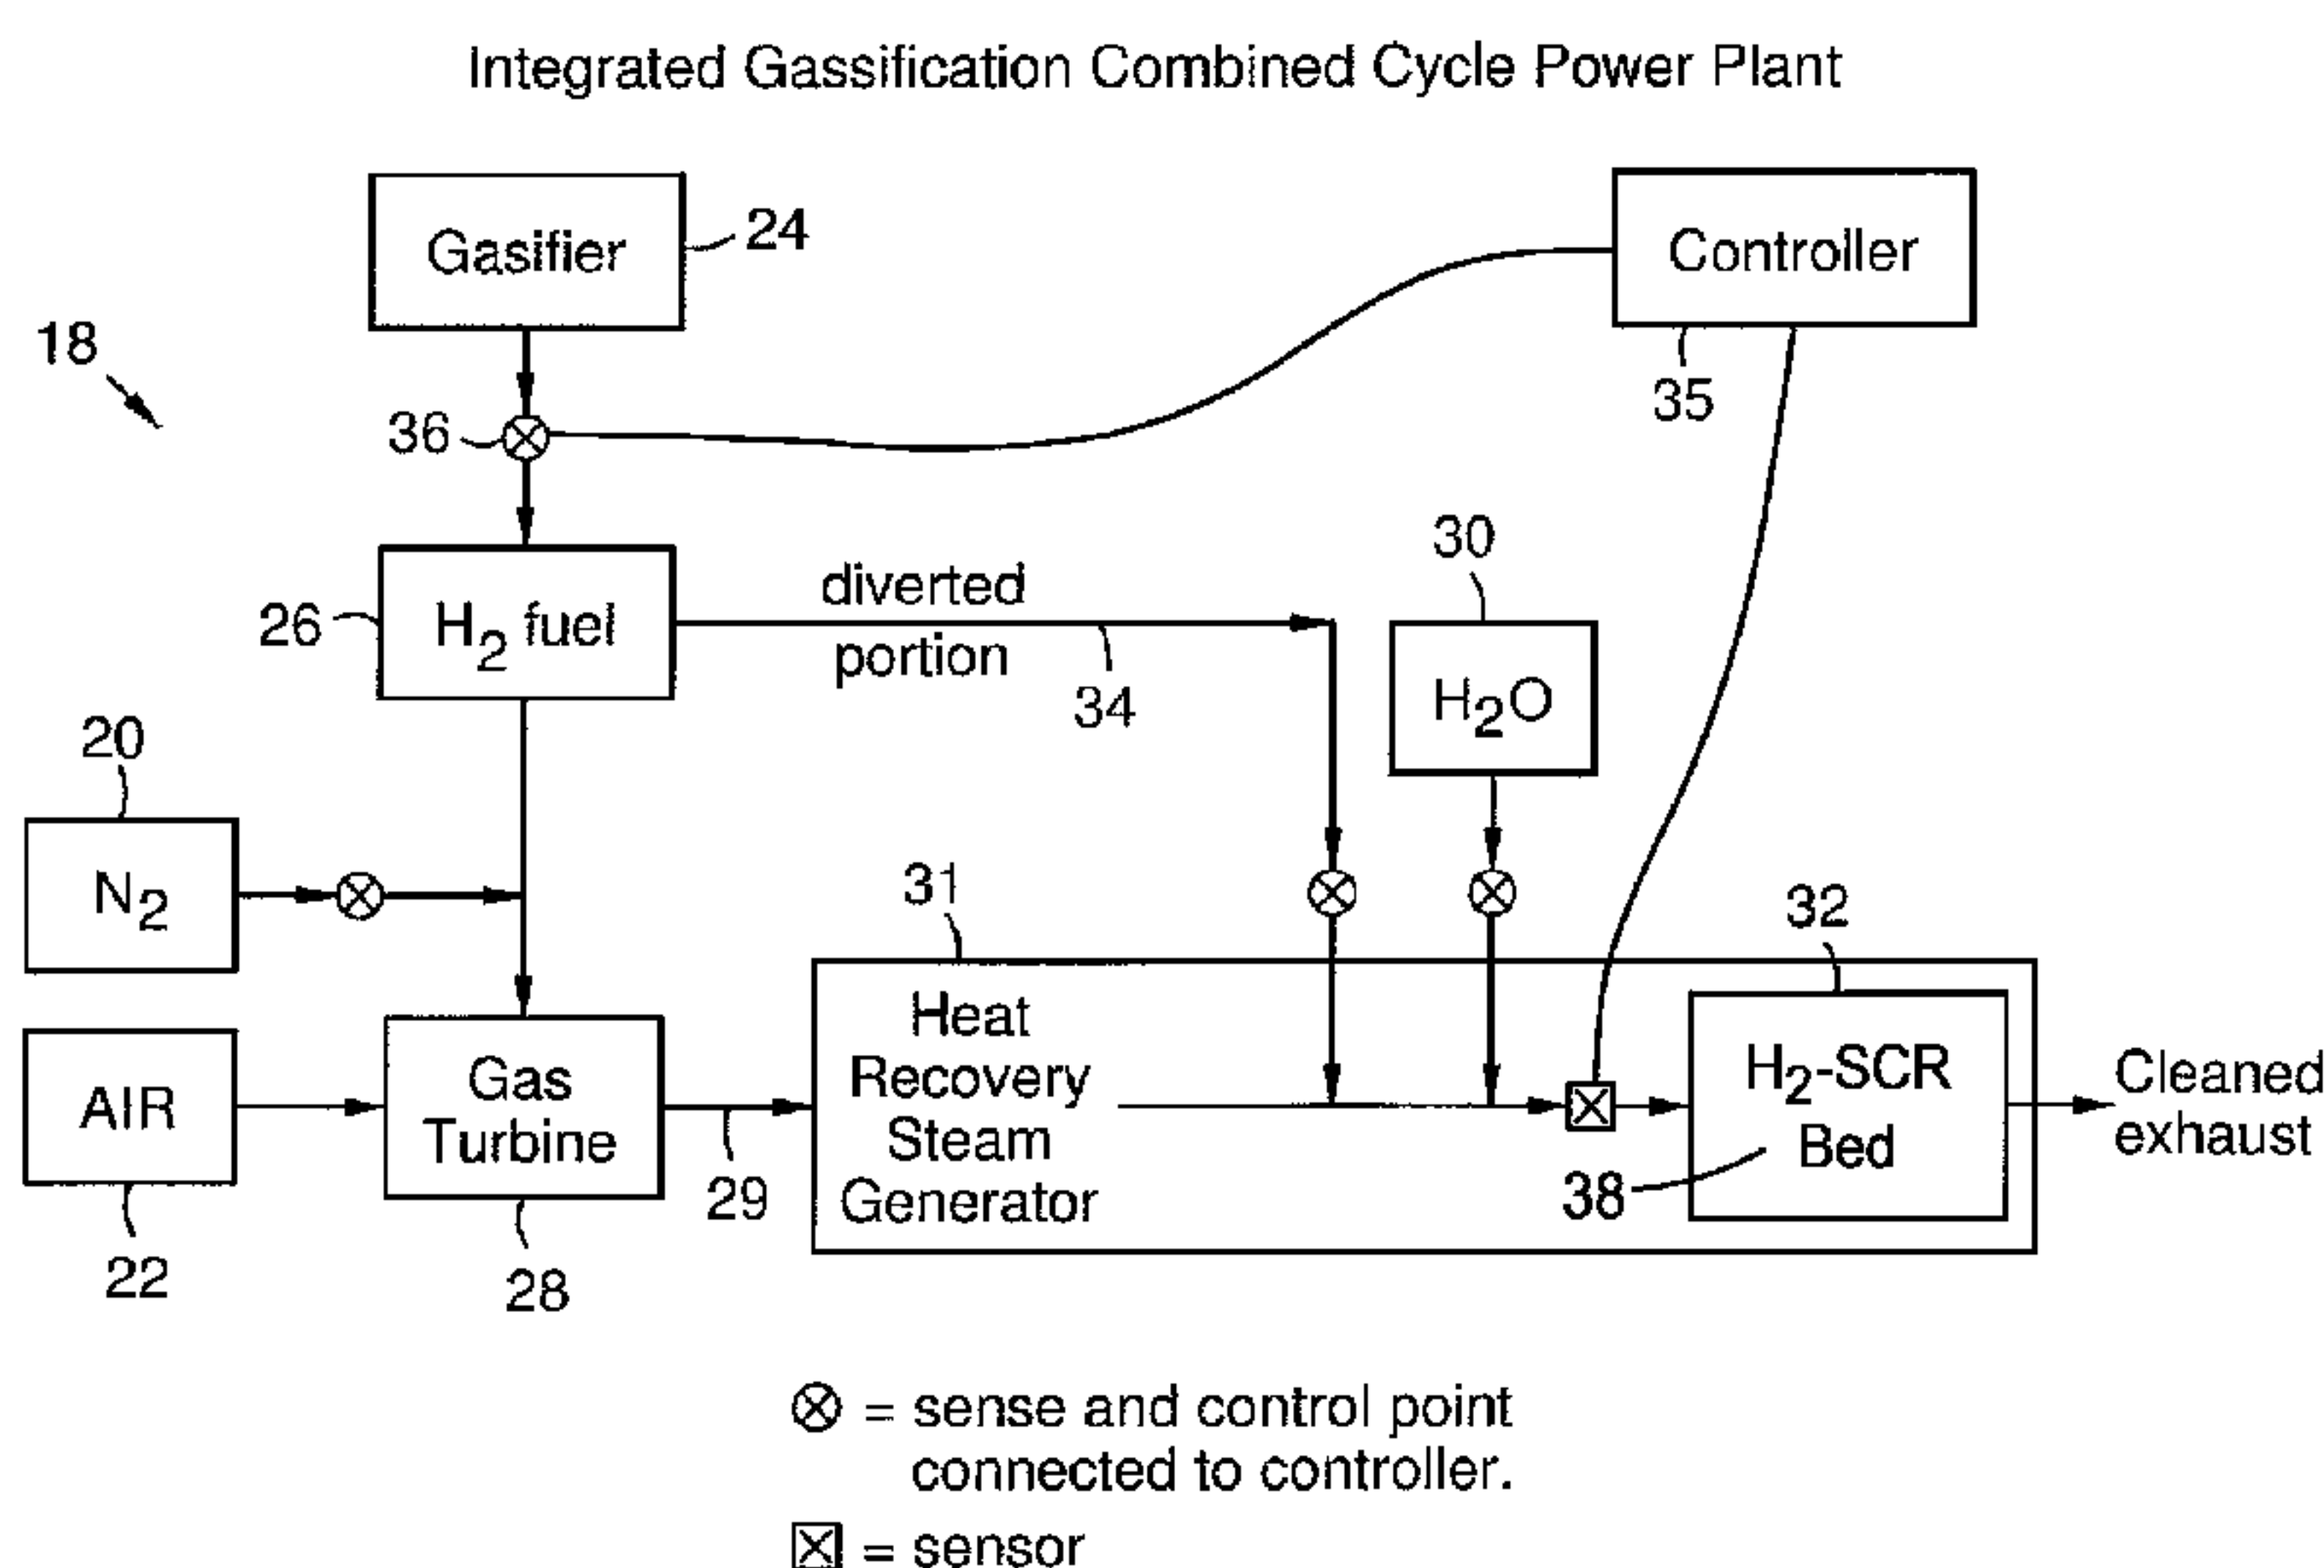 Integrated Gassification Combined Cycle Power Plant
Gasifier
24
Controller
18
36
35
30
diverted
26
H₂ fuel
portion
34
H₂O
20
N₂
31
32
Heat
Recovery
Steam
Generator
H₂-SCR
Bed
Cleaned
exhaust
AIR
Gas
Turbine
29
38
22
28
⊗ = sense and control point
connected to controller.
⊠ = sensor